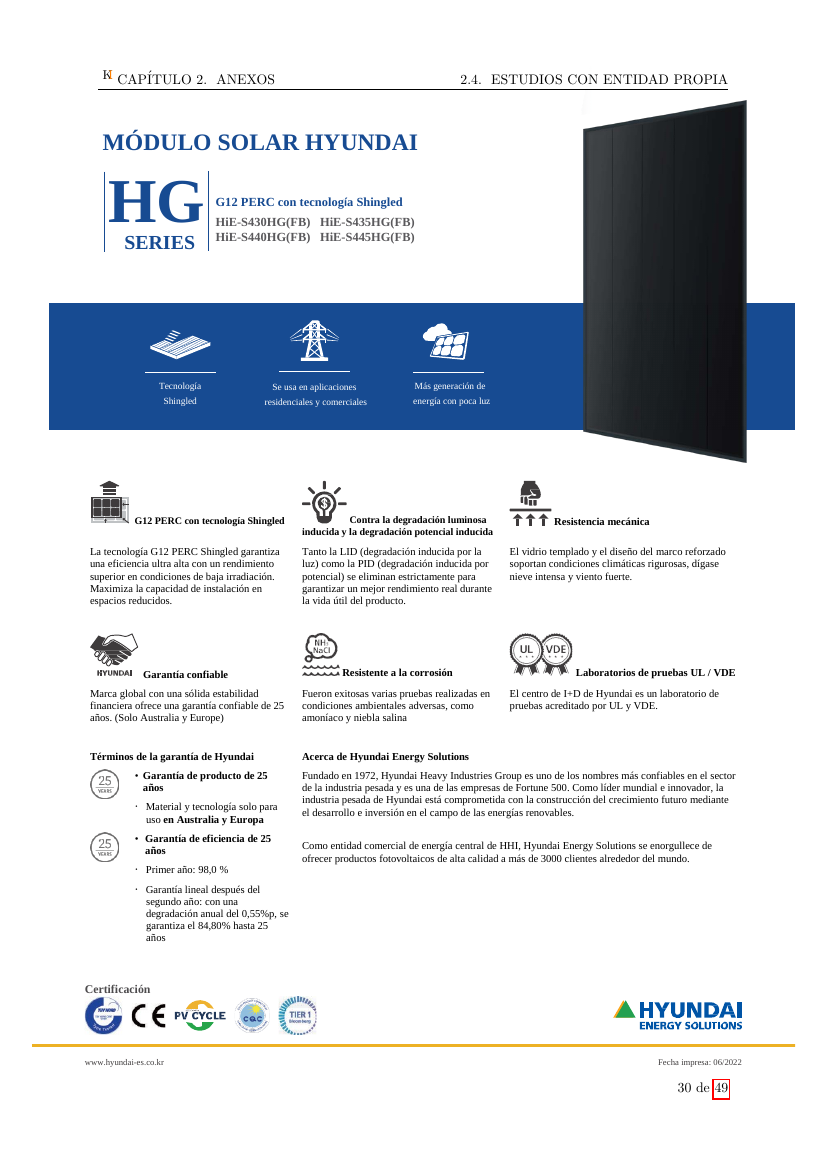 CAPÍTULO 2. ANEXOS 2.4. ESTUDIOS CON ENTIDAD PROPIA
MÓDULO SOLAR HYUNDAI
HG
SERIES
G12 PERC con tecnología Shingled
HiE-S430HG(FB) HiE-S435HG(FB)
HiE-S440HG(FB) HiE-S445HG(FB)
Tecnología
Shingled
Se usa en aplicaciones
residenciales y comerciales
Más generación de
energía con poca luz
G12 PERC con tecnología Shingled
La tecnología G12 PERC Shingled garantiza
una eficiencia ultra alta con un rendimiento
superior en condiciones de baja irradiación.
Maximiza la capacidad de instalación en
espacios reducidos.
Contra la degradación luminosa
inducida y la degradación potencial inducida
Tanto la LID (degradación inducida por la
luz) como la PID (degradación inducida por
potencial) se eliminan estrictamente para
garantizar un mejor rendimiento real durante
la vida útil del producto.
Resistencia mecánica
El vidrio templado y el diseño del marco reforzado
soportan condiciones climáticas rigurosas, dígase
nieve intensa y viento fuerte.
HYUNDAI
Garantía confiable
Marca global con una sólida estabilidad
financiera ofrece una garantía confiable de 25
años. (Solo Australia y Europe)
NH₃
NaCl
Resistente a la corrosión
Fueron exitosas varias pruebas realizadas en
condiciones ambientales adversas, como
amoníaco y niebla salina
UL VDE
Laboratorios de pruebas UL / VDE
El centro de I+D de Hyundai es un laboratorio de
pruebas acreditado por UL y VDE.
Términos de la garantía de Hyundai
25
YEARS
• Garantía de producto de 25
años
· Material y tecnología solo para
uso en Australia y Europa
25
YEARS
• Garantía de eficiencia de 25
años
· Primer año: 98,0 %
· Garantía lineal después del
segundo año: con una
degradación anual del 0,55%p, se
garantiza el 84,80% hasta 25
años
Acerca de Hyundai Energy Solutions
Fundado en 1972, Hyundai Heavy Industries Group es uno de los nombres más confiables en el sector
de la industria pesada y es una de las empresas de Fortune 500. Como líder mundial e innovador, la
industria pesada de Hyundai está comprometida con la construcción del crecimiento futuro mediante
el desarrollo e inversión en el campo de las energías renovables.
Como entidad comercial de energía central de HHI, Hyundai Energy Solutions se enorgullece de
ofrecer productos fotovoltaicos de alta calidad a más de 3000 clientes alrededor del mundo.
Certificación
CE
PV CYCLE
CQC
TIER 1
HYUNDAI
ENERGY SOLUTIONS
www.hyundai-es.co.kr Fecha impresa: 06/2022
30 de 49